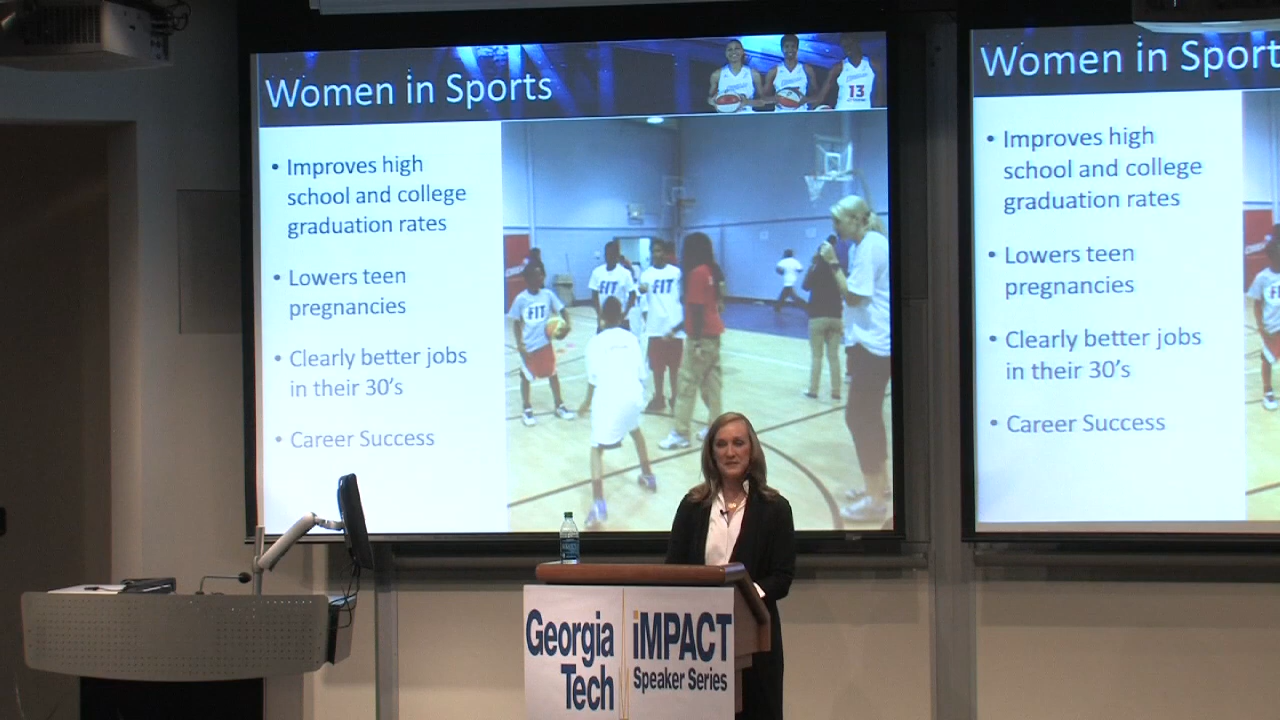 Women in Sports
13
• Improves high
school and college
graduation rates
• Lowers teen
pregnancies
• Clearly better jobs
in their 30's
• Career Success
FIT
FIT
FIT
Women in Sport
• Improves high
school and college
graduation rates
• Lowers teen
pregnancies
• Clearly better jobs
in their 30's
• Career Success
Georgia
Tech
iMPACT
Speaker Series